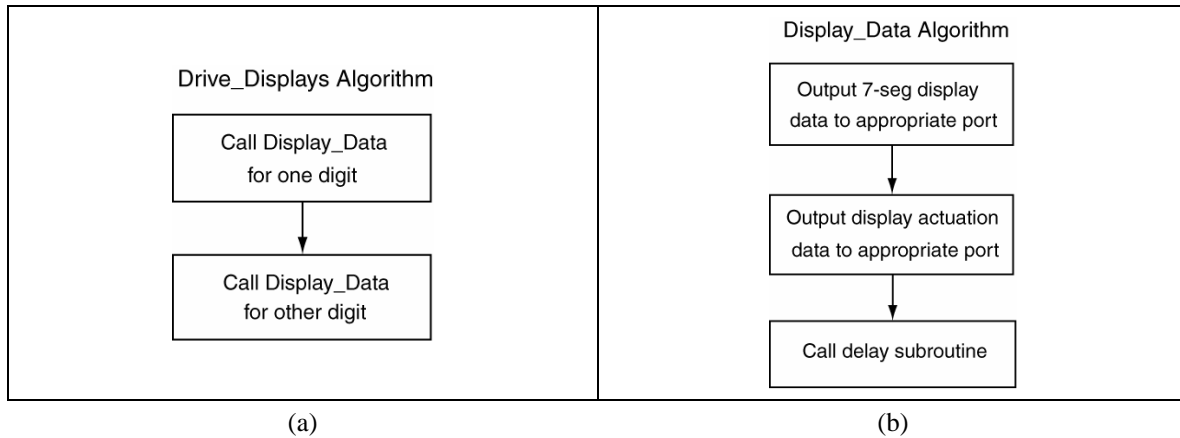 Drive_Displays Algorithm
Call Display_Data
for one digit
Call Display_Data
for other digit
(a)
Display_Data Algorithm
Output 7-seg display
data to appropriate port
Output display actuation
data to appropriate port
Call delay subroutine
(b)